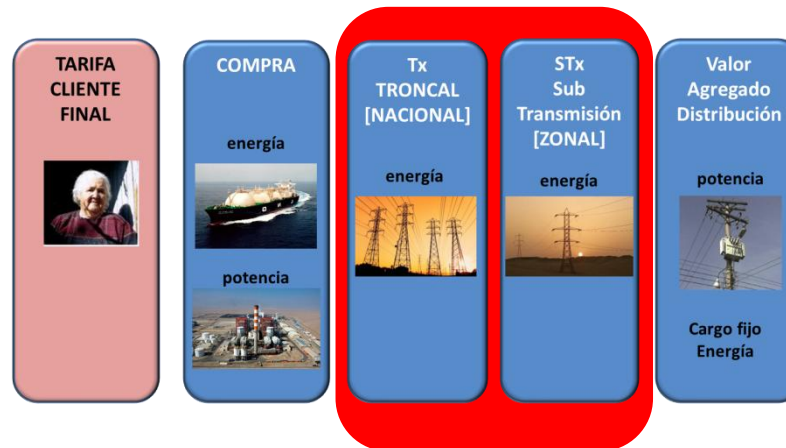 TARIFA
CLIENTE
FINAL
COMPRA
energía
potencia
Tx
TRONCAL
[NACIONAL]
energía
STx
Sub
Transmisión
[ZONAL]
energía
Valor
Agregado
Distribución
potencia
Cargo fijo
Energía